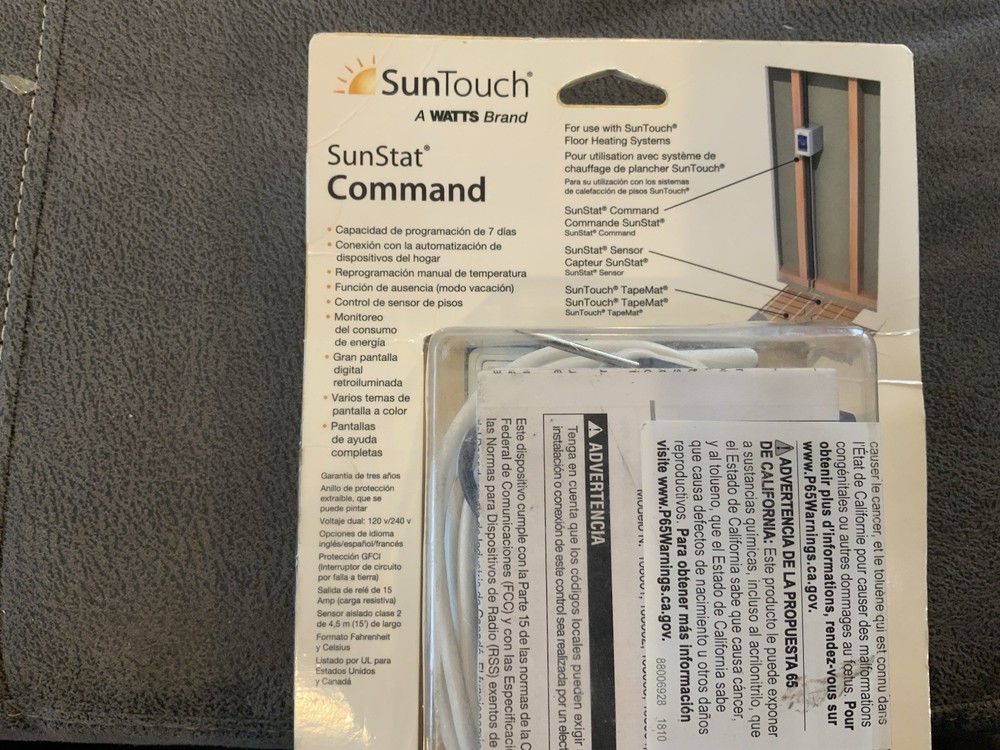 SunTouch®
A WATTS Brand
SunStat®
Command
• Capacidad de programación de 7 días
• Conexión con la automatización de
dispositivos del hogar
• Reprogramación manual de temperatura
• Función de ausencia (modo vacación)
• Control de sensor de pisos
• Monitoreo
del consumo
de energía
• Gran pantalla
digital
retroiluminada
• Varios temas de
pantalla a color
• Pantallas
de ayuda
completas
Garantía de tres años
Anillo de protección
extraíble, que se
puede pintar
Voltaje dual: 120 v/240 v
Opciones de idioma
inglés/español/francés
Protección GFCI
(Interruptor de circuito
por falla a tierra)
Salida de relé de 15
Amp (carga resistiva)
Sensor aislado clase 2
de 4,5 m (15') de largo
Formato Fahrenheit
y Celsius
Listado por UL para
Estados Unidos
y Canadá
For use with SunTouch®
Floor Heating Systems
Pour utilisation avec système de
chauffage de plancher SunTouch®
Para su utilización con los sistemas
de calefacción de pisos SunTouch®
SunStat® Command
Commande SunStat®
SunStat® Command
SunStat® Sensor
Capteur SunStat®
SunStat® Sensor
SunTouch® TapeMat®
SunTouch® TapeMat®
SunTouch® TapeMat®
causer le cancer, et le toluène qui est connu dans
l'État de Californie pour causer des malformations
congénitales ou autres dommages au fœtus. Pour
obtenir plus d'informations, rendez-vous sur
www.P65Warnings.ca.gov.
⚠ ADVERTENCIA DE LA PROPUESTA 65
DE CALIFORNIA: Este producto le puede exponer
a sustancias químicas, incluso al acrilonitrilo, que
el Estado de California sabe que causa cáncer,
y al tolueno, que el Estado de California sabe
que causa defectos de nacimiento u otros daños
reproductivos. Para obtener más información
visite www.P65Warnings.ca.gov.
88006928 1810
⚠ ADVERTENCIA
Tenga en cuenta que los códigos locales pueden exigir
instalación o conexión de este control sea realizada por un
Este dispositivo cumple con la Parte 15 de las normas de la
Federal de Comunicaciones (FCC) y con las
las Normas para Dispositivos de Radio (RSS) exentos de